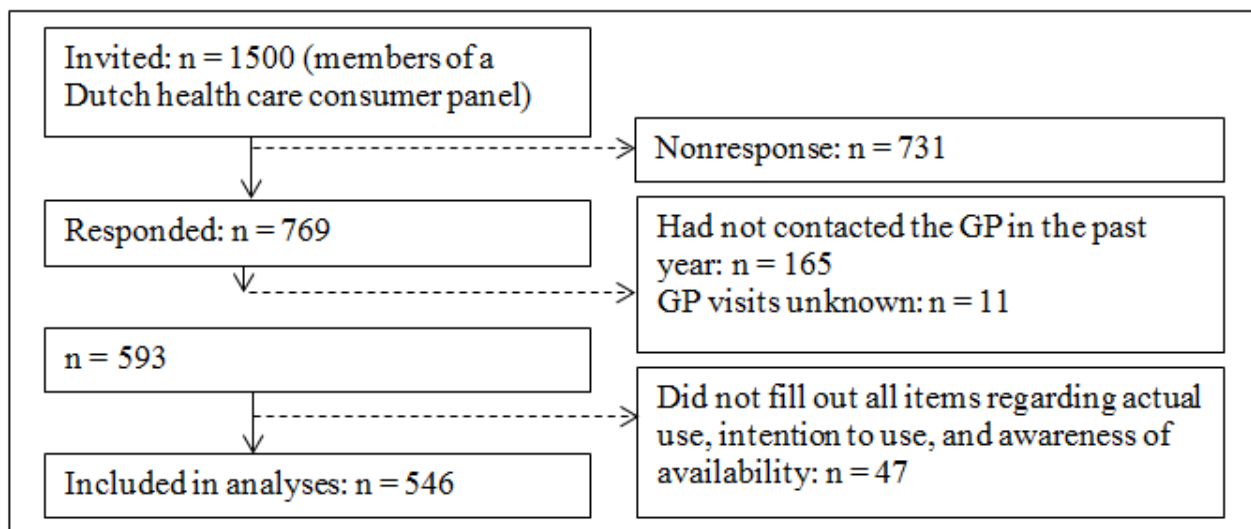 Invited: n = 1500 (members of a
Dutch health care consumer panel)
Nonresponse: n = 731
Responded: n = 769
Had not contacted the GP in the past
year: n = 165
GP visits unknown: n = 11
n = 593
Did not fill out all items regarding actual
use, intention to use, and awareness of
availability: n = 47
Included in analyses: n = 546